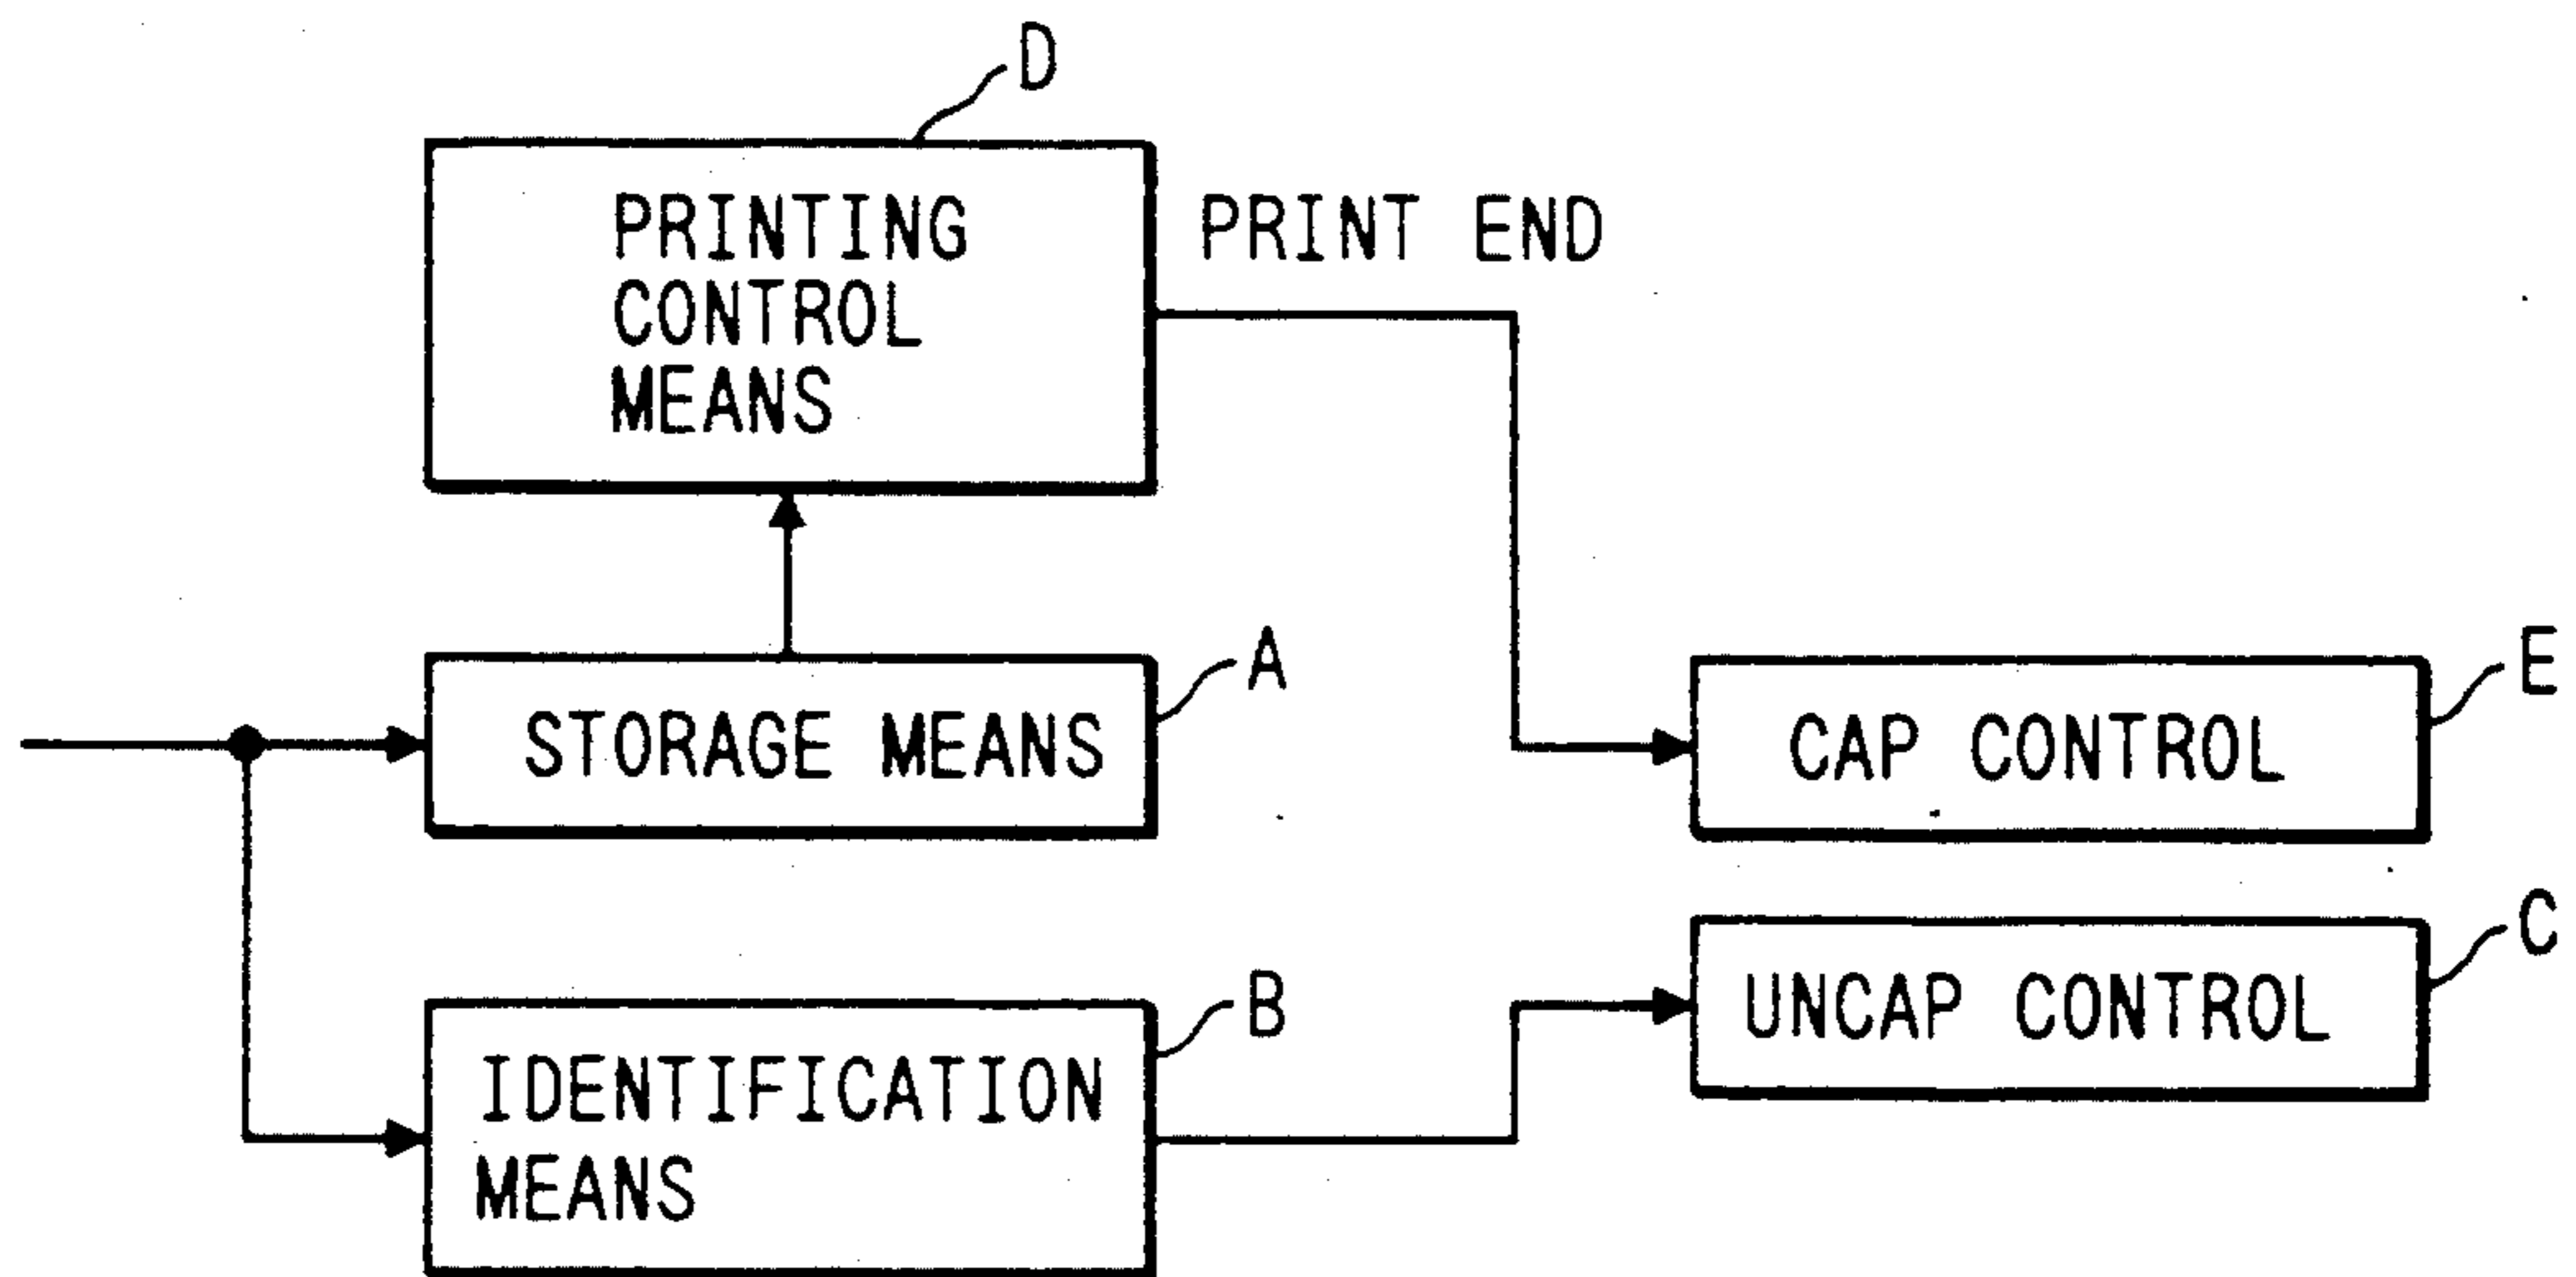 D
PRINTING
CONTROL
MEANS
PRINT END
A
STORAGE MEANS
E
CAP CONTROL
B
IDENTIFICATION
MEANS
C
UNCAP CONTROL